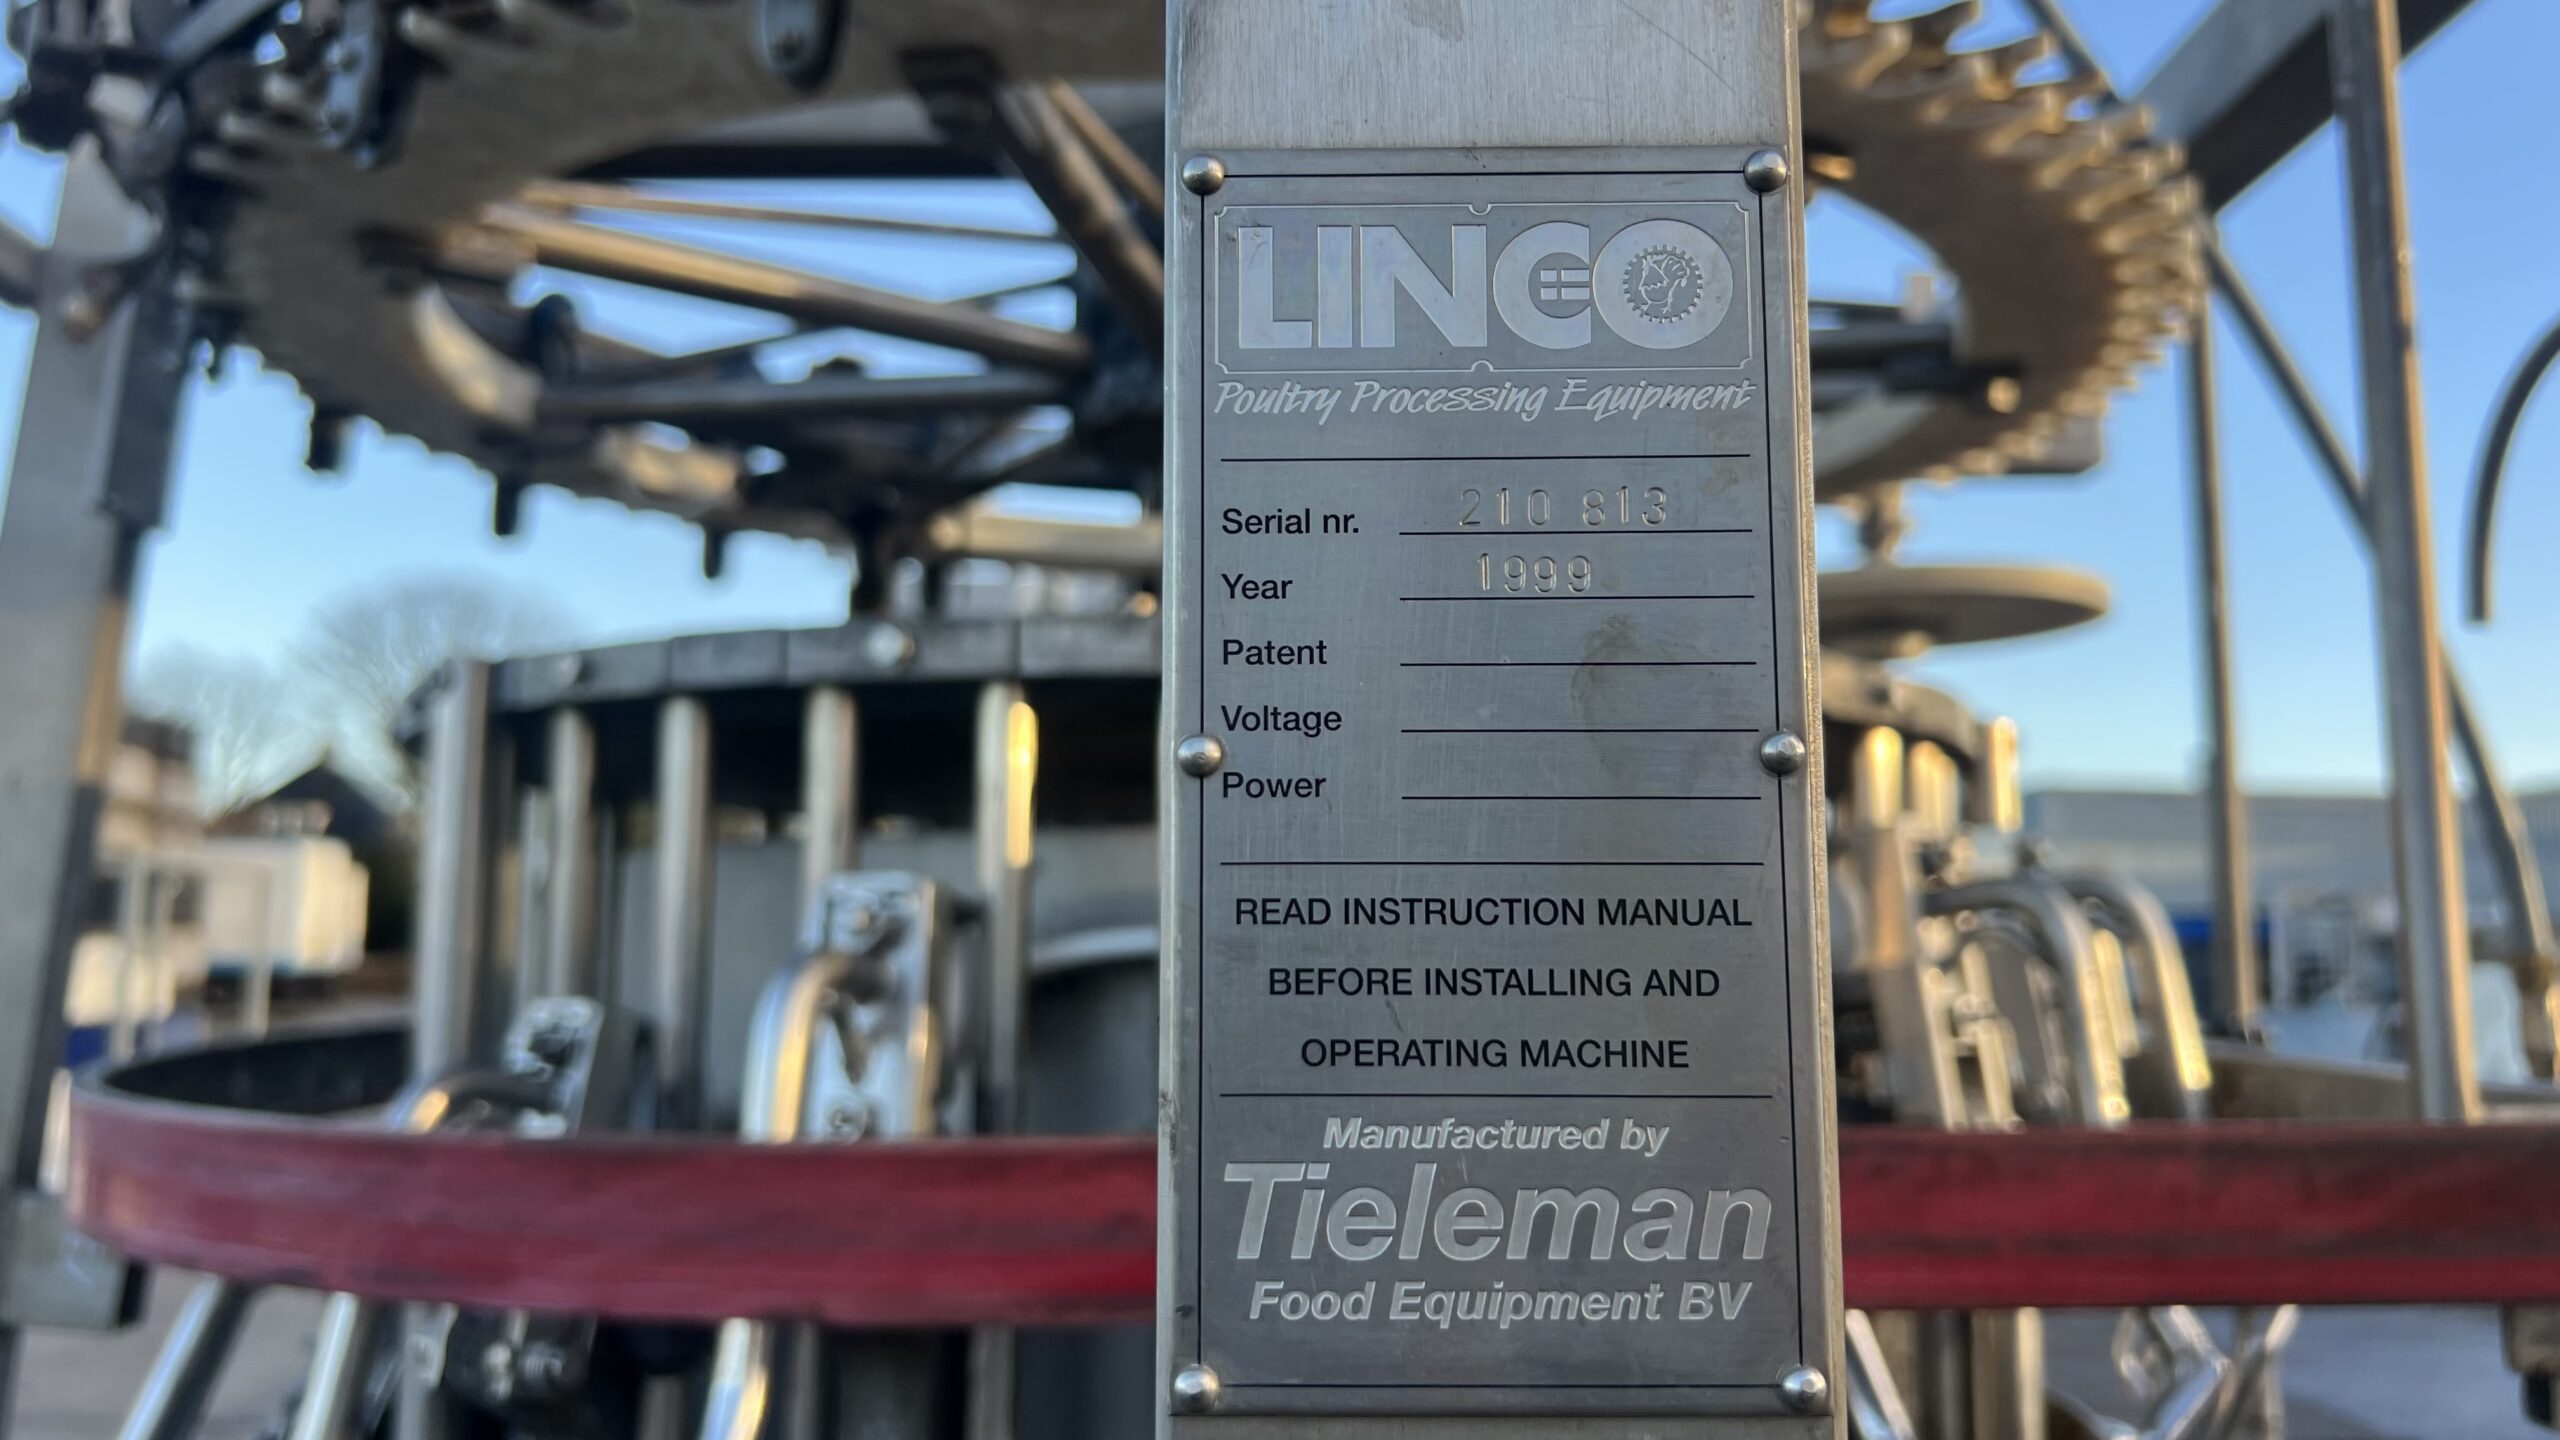 LINCO
Poultry Processing Equipment
Serial nr. 210 813
Year 1999
Patent
Voltage
Power
READ INSTRUCTION MANUAL
BEFORE INSTALLING AND
OPERATING MACHINE
Manufactured by
Tieleman
Food Equipment BV